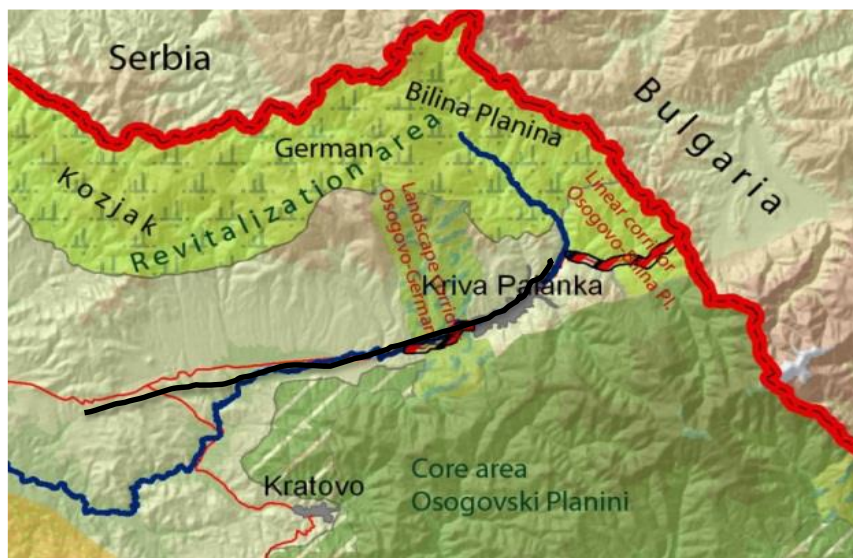 Serbia
Bulgaria
Bilina Planina
German
Kozjak
Revitalization area
Landscape corridor
Osogovo-German
Linear corridor
Osogovo-Bilina Pl.
Kriva Palanka
Core area
Osogovski Planini
Kratovo